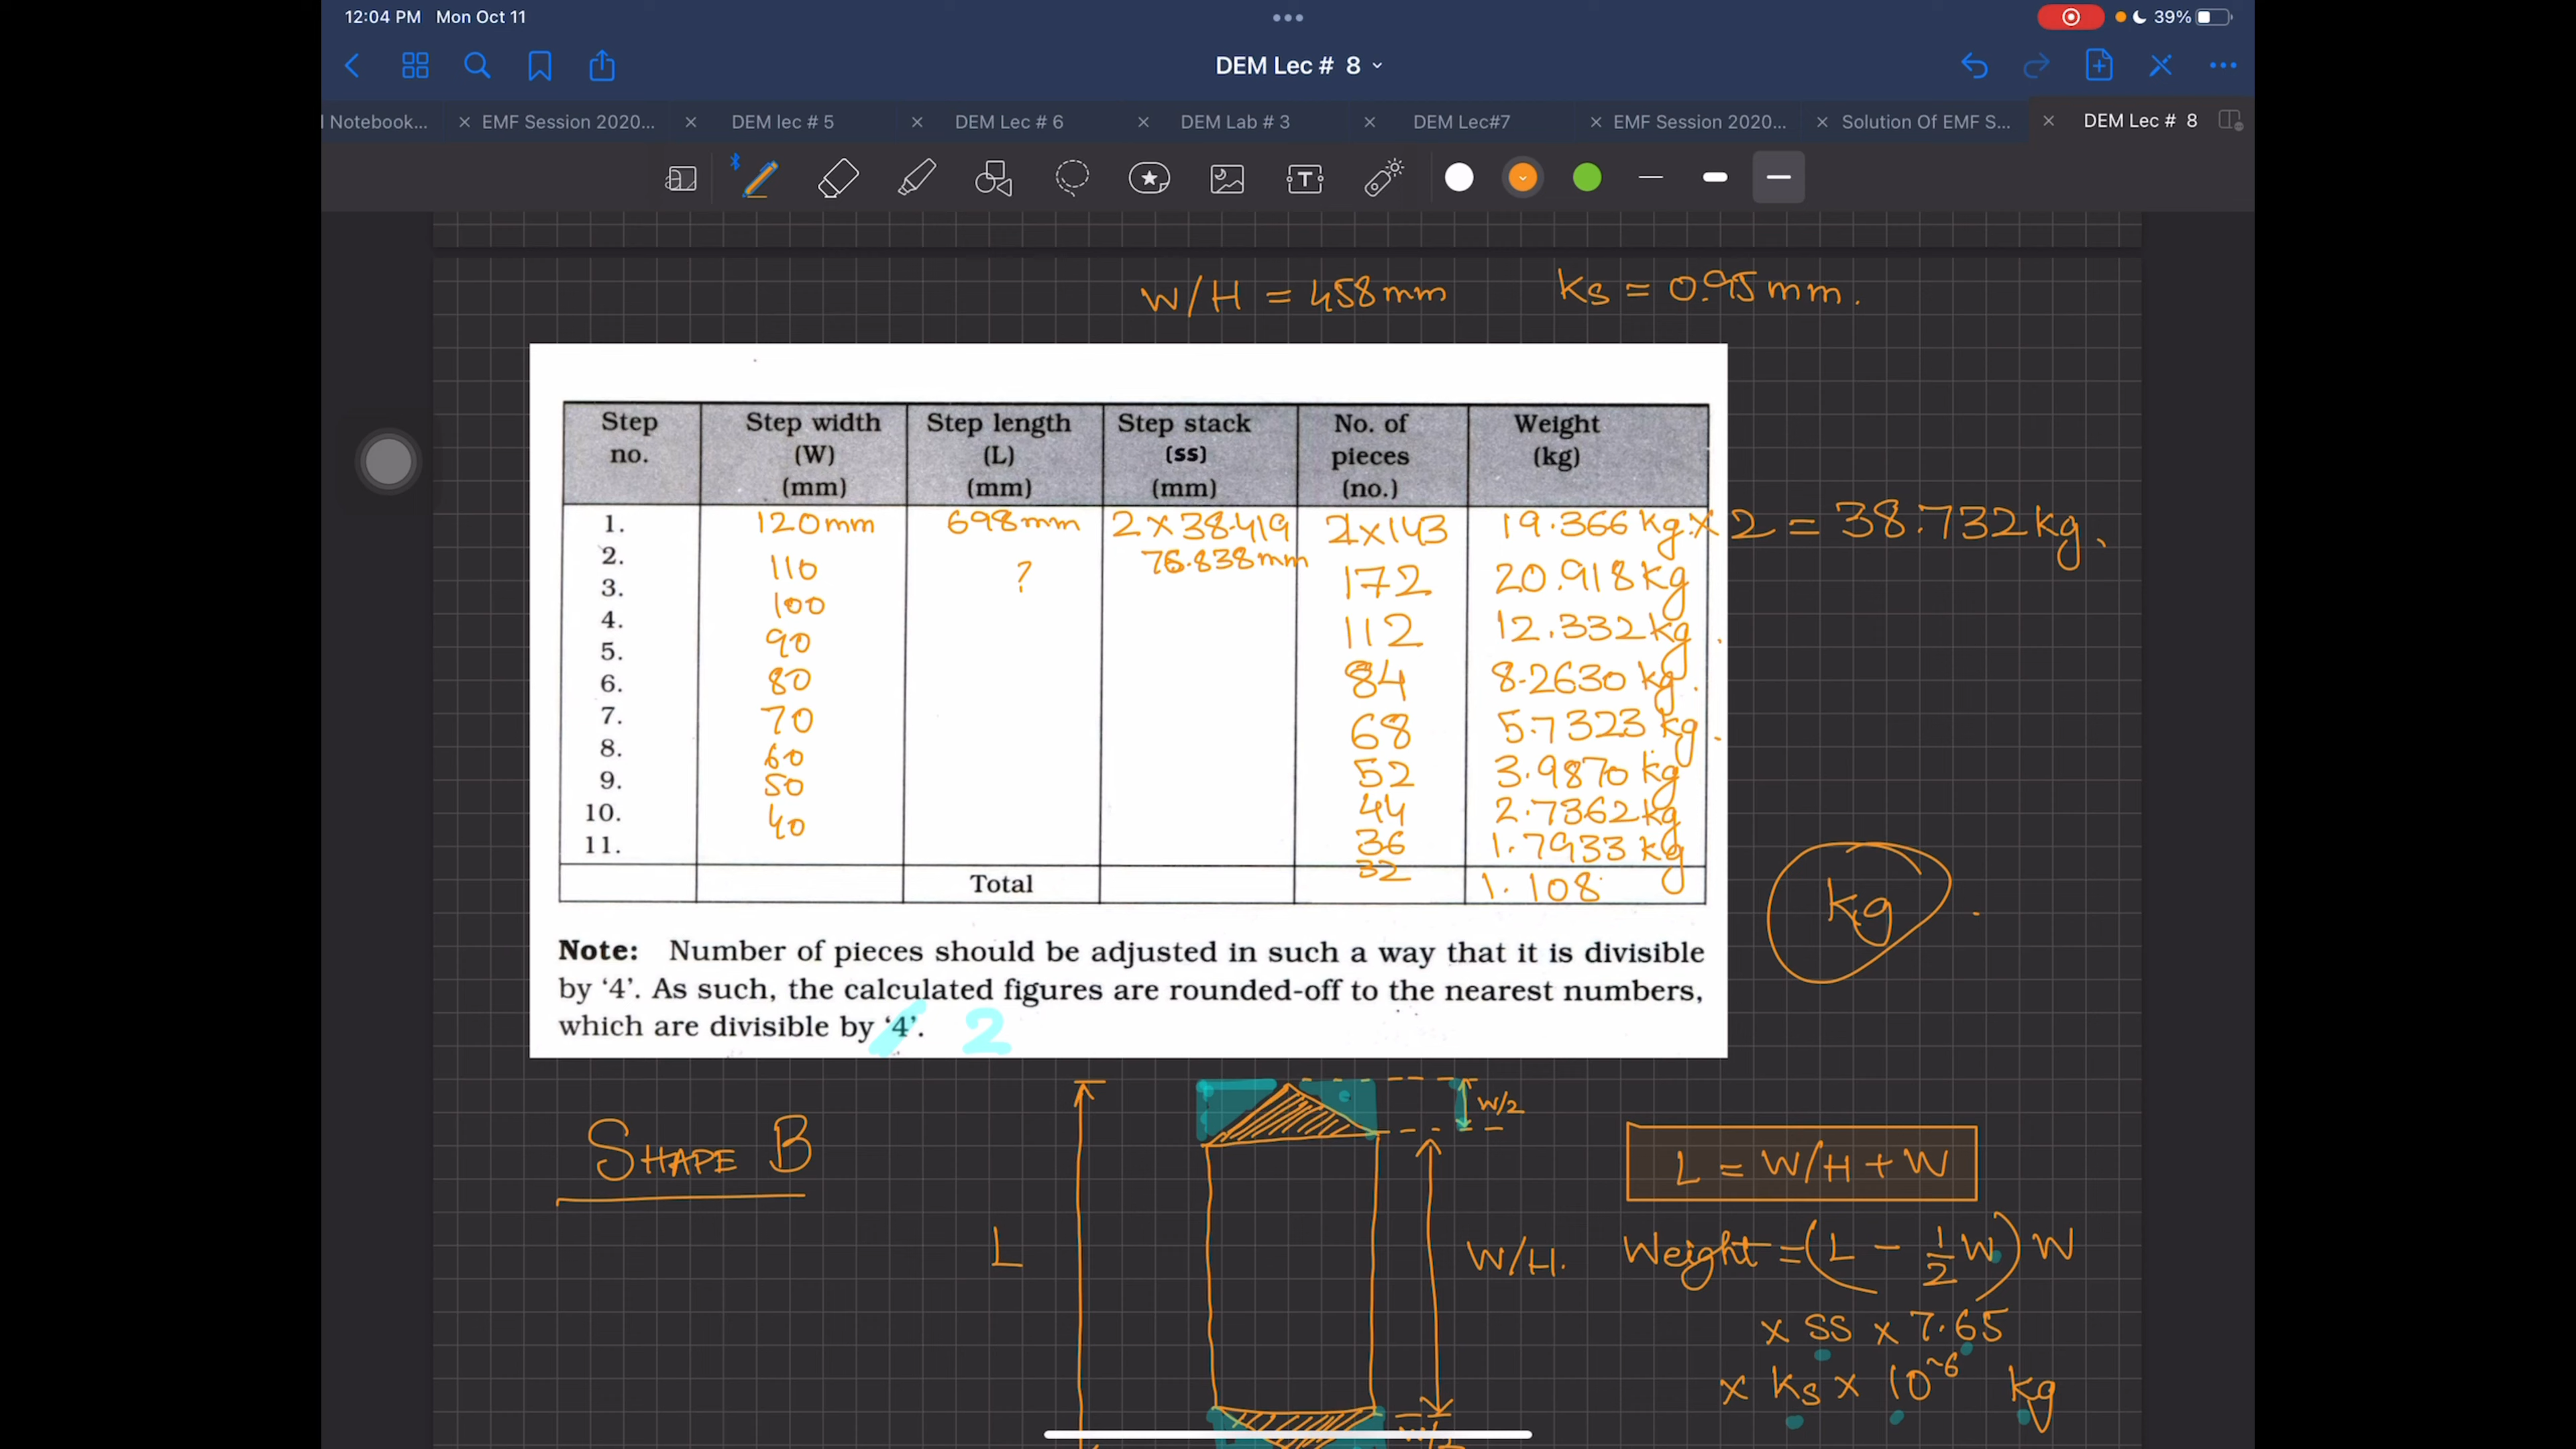 12:04 PM Mon Oct 11
39%
DEM Lec # 8
l Notebook... EMF Session 2020... DEM lec # 5 DEM Lec # 6 DEM Lab # 3 DEM Lec#7 EMF Session 2020... Solution Of EMF S... DEM Lec # 8
W/H = 458mm Ks = 0.95 mm.
Step no. Step width (W) (mm) Step length (L) (mm) Step stack (ss) (mm) No. of pieces (no.) Weight (kg)
1. 120mm 698mm 2 x 38.419 2x143 19.366 kg. x 2 = 38.732 kg.
76.838mm
2. 110 ? 172 20.918 kg
3. 100 112 12.332 kg.
4. 90 84 8.2630 kg.
5. 80 68 5.7323 kg.
6. 70 52 3.9870 kg
7. 60 44 2.7362 kg
8. 50 36 1.7933 kg
9. 40 32 1.108
10.
11.
Total
kg.
Note: Number of pieces should be adjusted in such a way that it is divisible
by ‘4’. As such, the calculated figures are rounded-off to the nearest numbers,
which are divisible by ‘4’. 2
SHAPE B
W/2
L = W/H + W
L
W/H.
Weight = (L - 1/2 W) W
x SS x 7.65
x Ks x 10^-6 kg